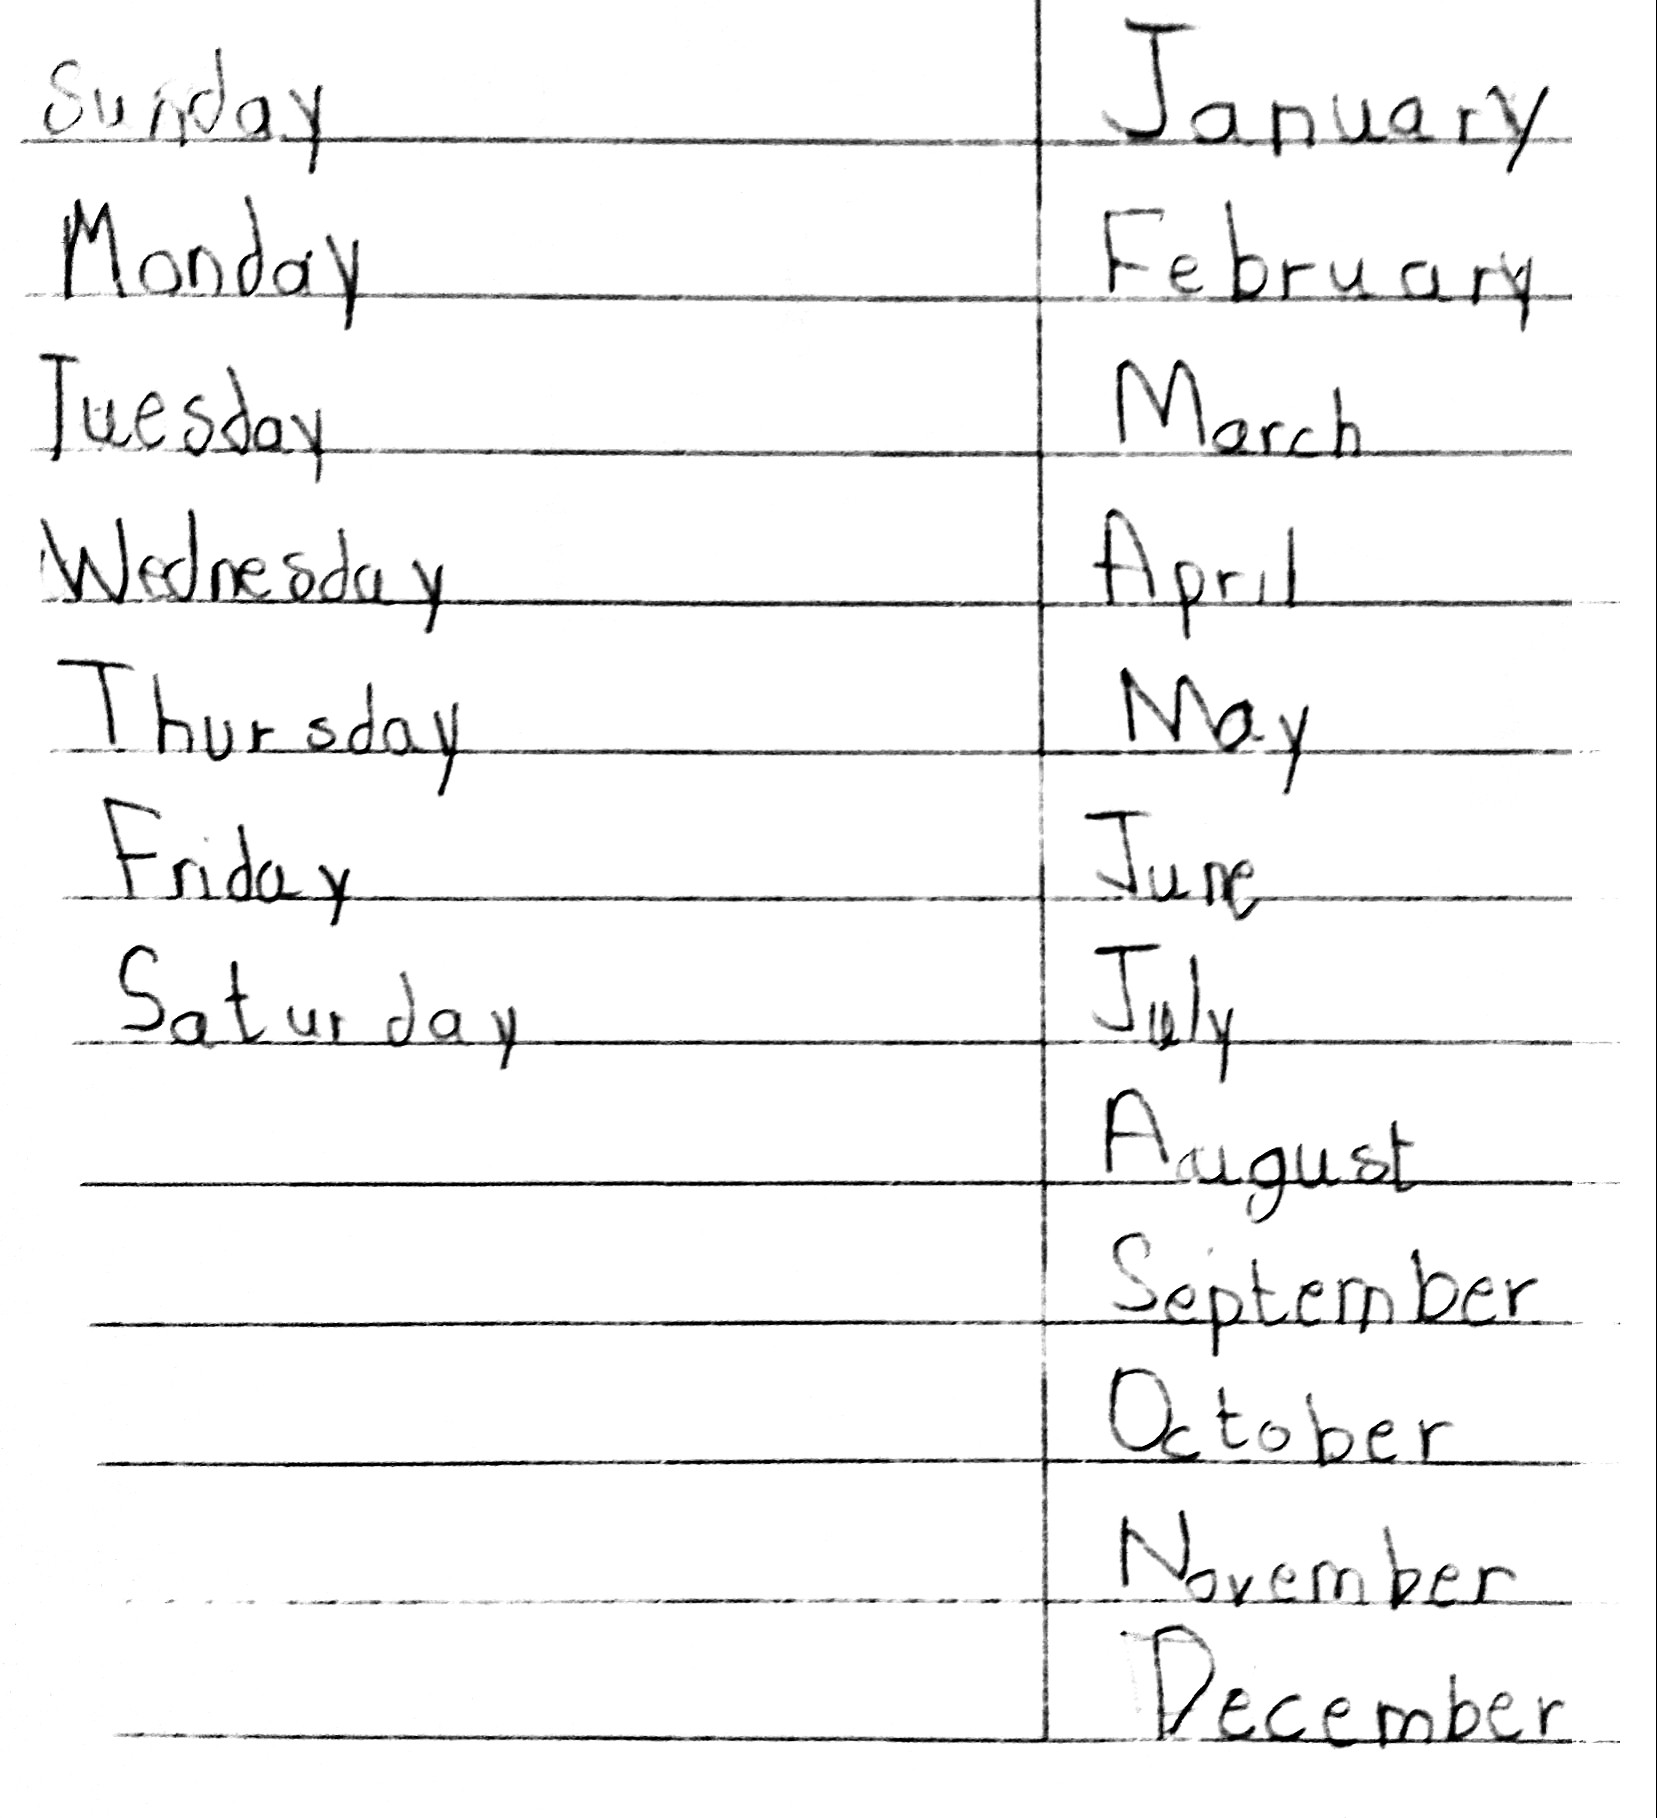 Sunday January
Monday February
Tuesday March
Wednesday April
Thursday May
Friday June
Saturday July
August
September
October
November
December